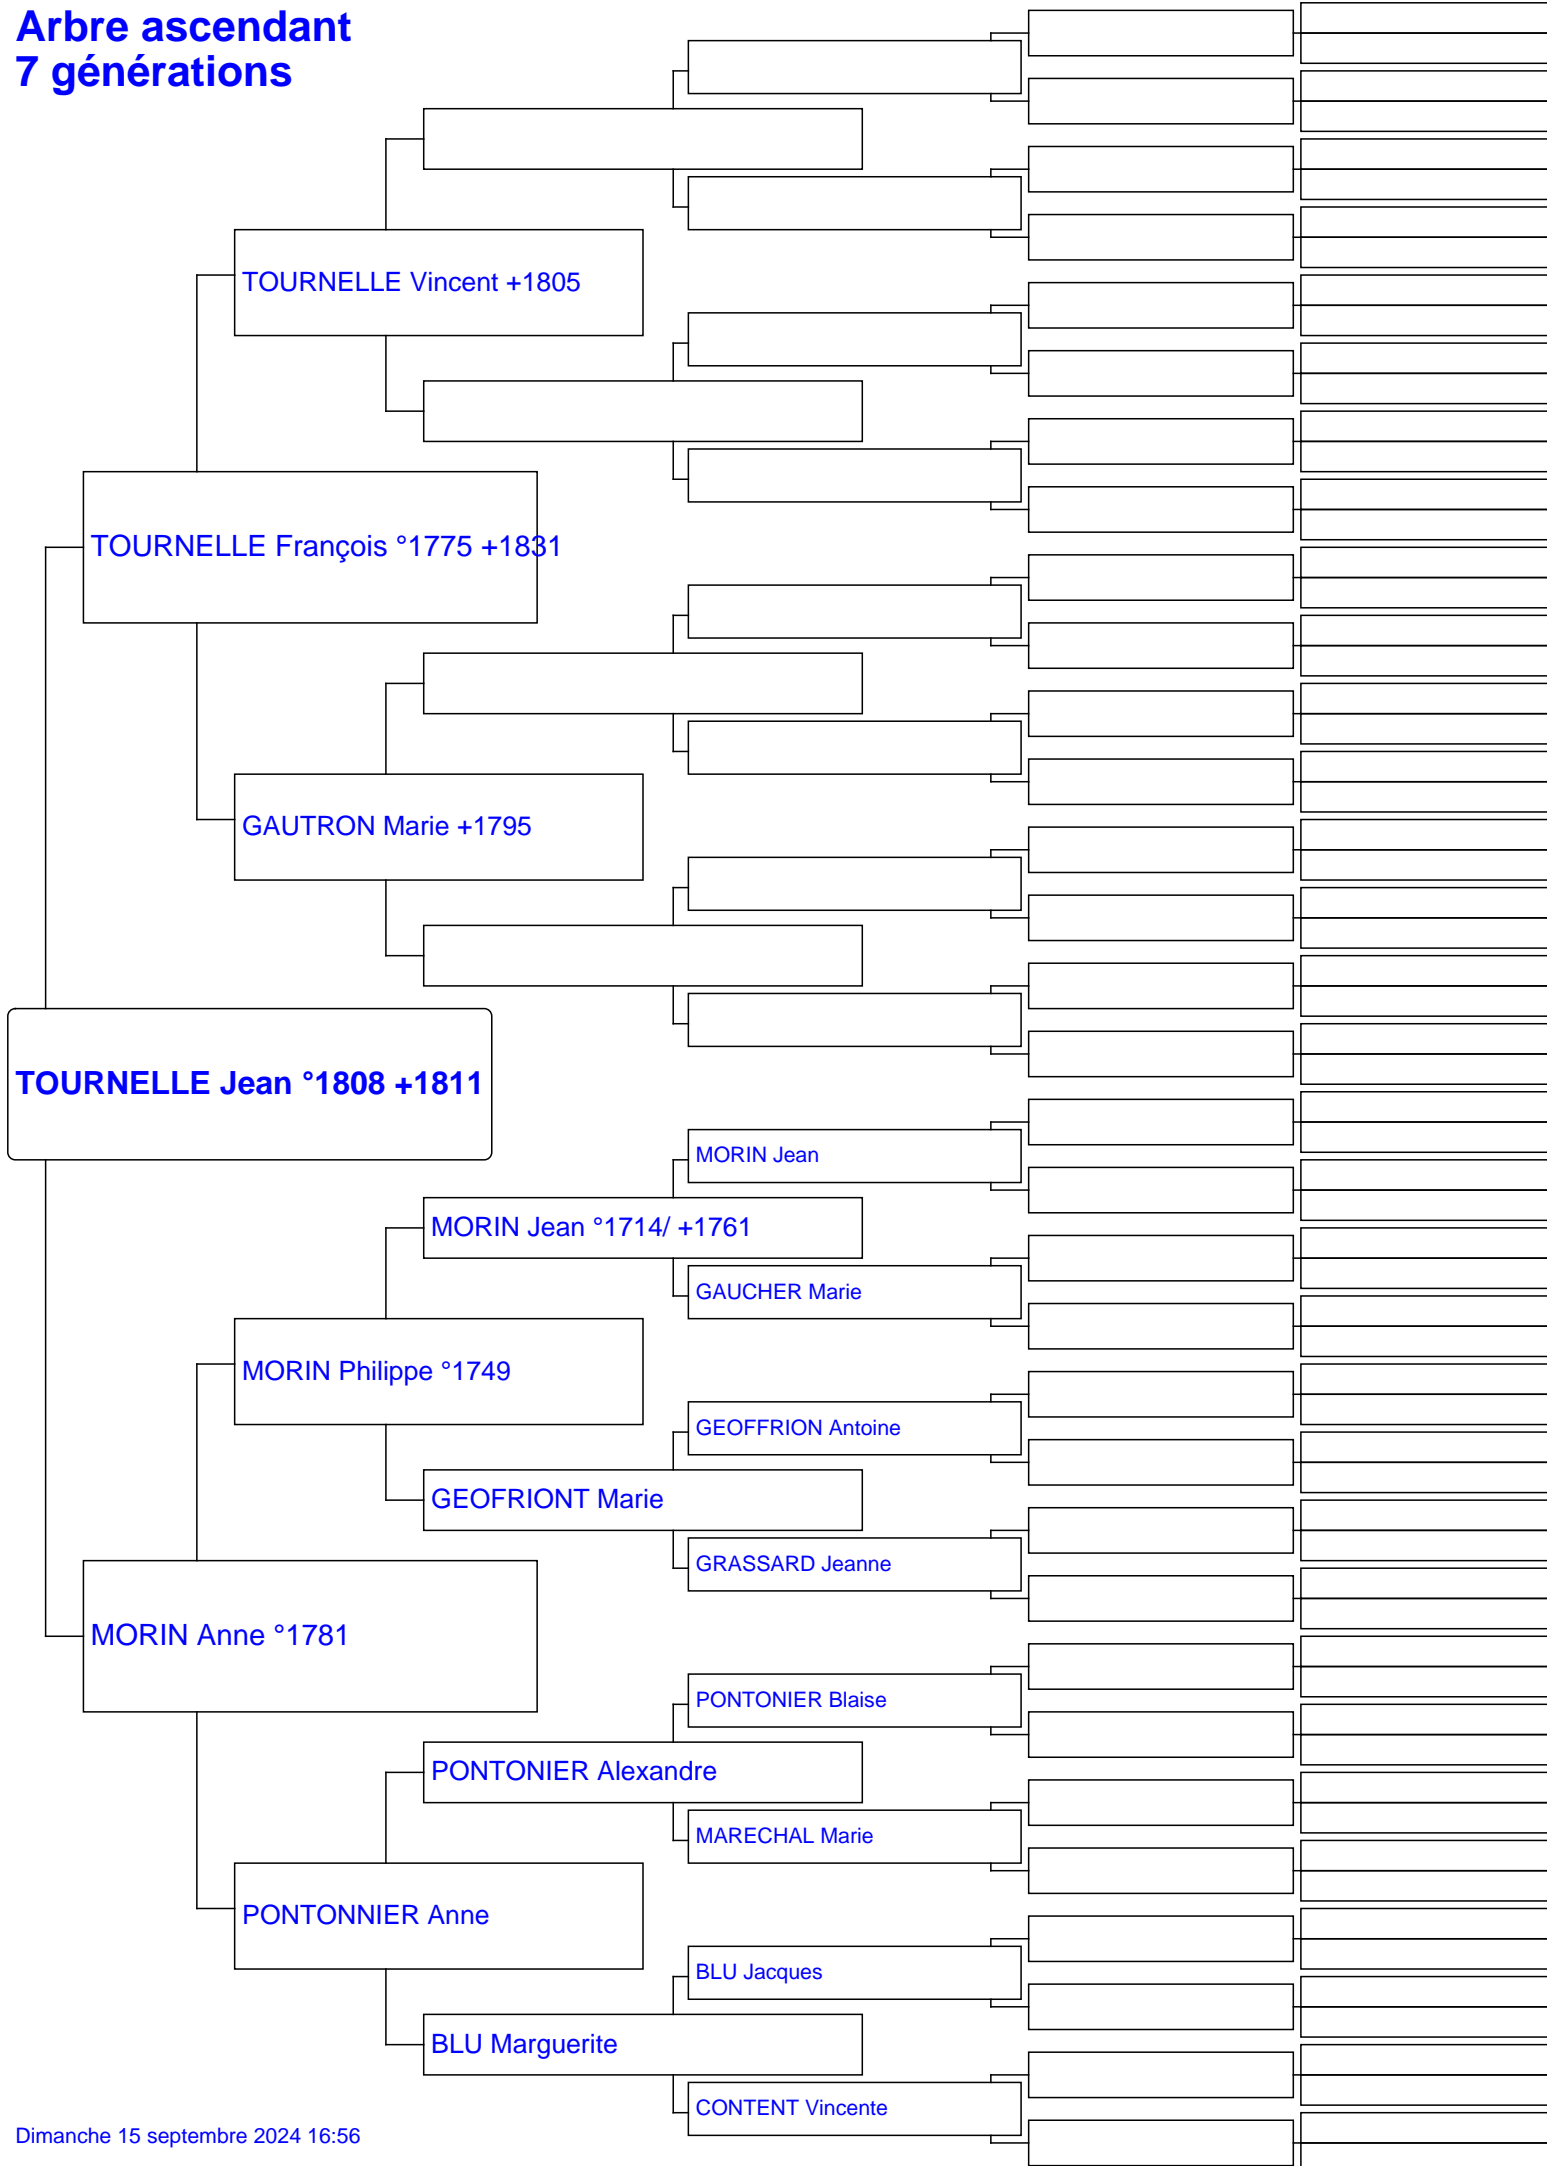 Arbre ascendant
7 générations
TOURNELLE Vincent +1805
TOURNELLE François °1775 +1831
GAUTRON Marie +1795
TOURNELLE Jean °1808 +1811
MORIN Jean
MORIN Jean °1714/ +1761
GAUCHER Marie
MORIN Philippe °1749
GEOFFRION Antoine
GEOFRIONT Marie
GRASSARD Jeanne
MORIN Anne °1781
PONTONIER Blaise
PONTONIER Alexandre
MARECHAL Marie
PONTONNIER Anne
BLU Jacques
BLU Marguerite
CONTENT Vincente
Dimanche 15 septembre 2024 16:56